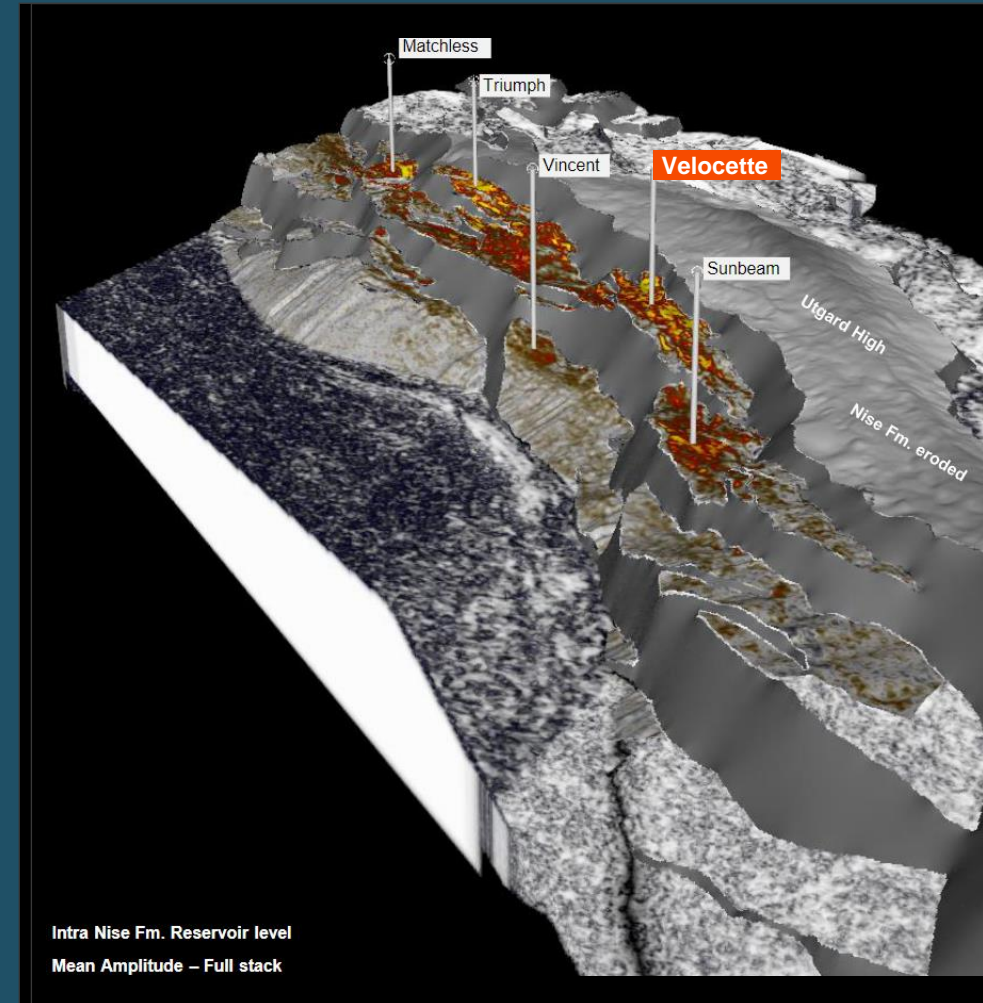 Matchless
Triumph
Vincent
Velocette
Sunbeam
Utgard High
Nise Fm. eroded
Intra Nise Fm. Reservoir level
Mean Amplitude – Full stack